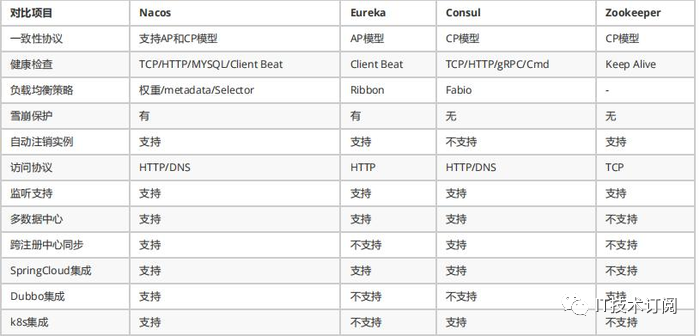 对比项目 Nacos Eureka Consul Zookeeper
一致性协议 支持AP和CP模型 AP模型 CP模型 CP模型
健康检查 TCP/HTTP/MYSQL/Client Beat Client Beat TCP/HTTP/gRPC/Cmd Keep Alive
负载均衡策略 权重/metadata/Selector Ribbon Fabio -
雪崩保护 有 有 无 无
自动注销实例 支持 支持 不支持 支持
访问协议 HTTP/DNS HTTP HTTP/DNS TCP
监听支持 支持 支持 支持 支持
多数据中心 支持 支持 支持 不支持
跨注册中心同步 支持 不支持 支持 不支持
SpringCloud集成 支持 支持 支持 不支持
Dubbo集成 支持 不支持 不支持 支持
k8s集成 支持 不支持 支持 不支持
IT技术订阅